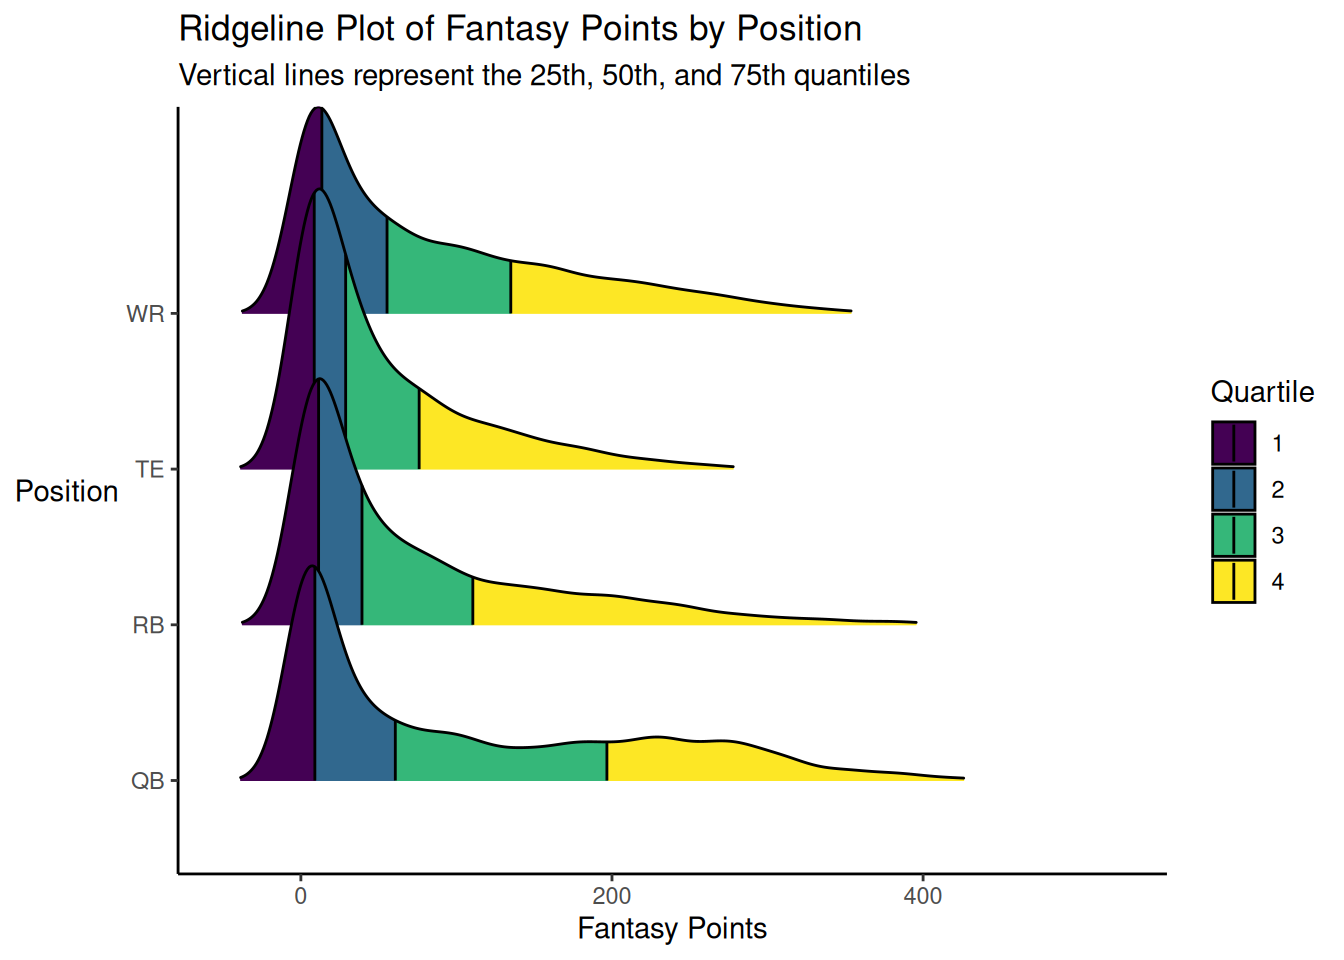 Ridgeline Plot of Fantasy Points by Position
Vertical lines represent the 25th, 50th, and 75th quantiles
WR
TE
RB
QB
Position
0
200
400
Fantasy Points
Quartile
1
2
3
4